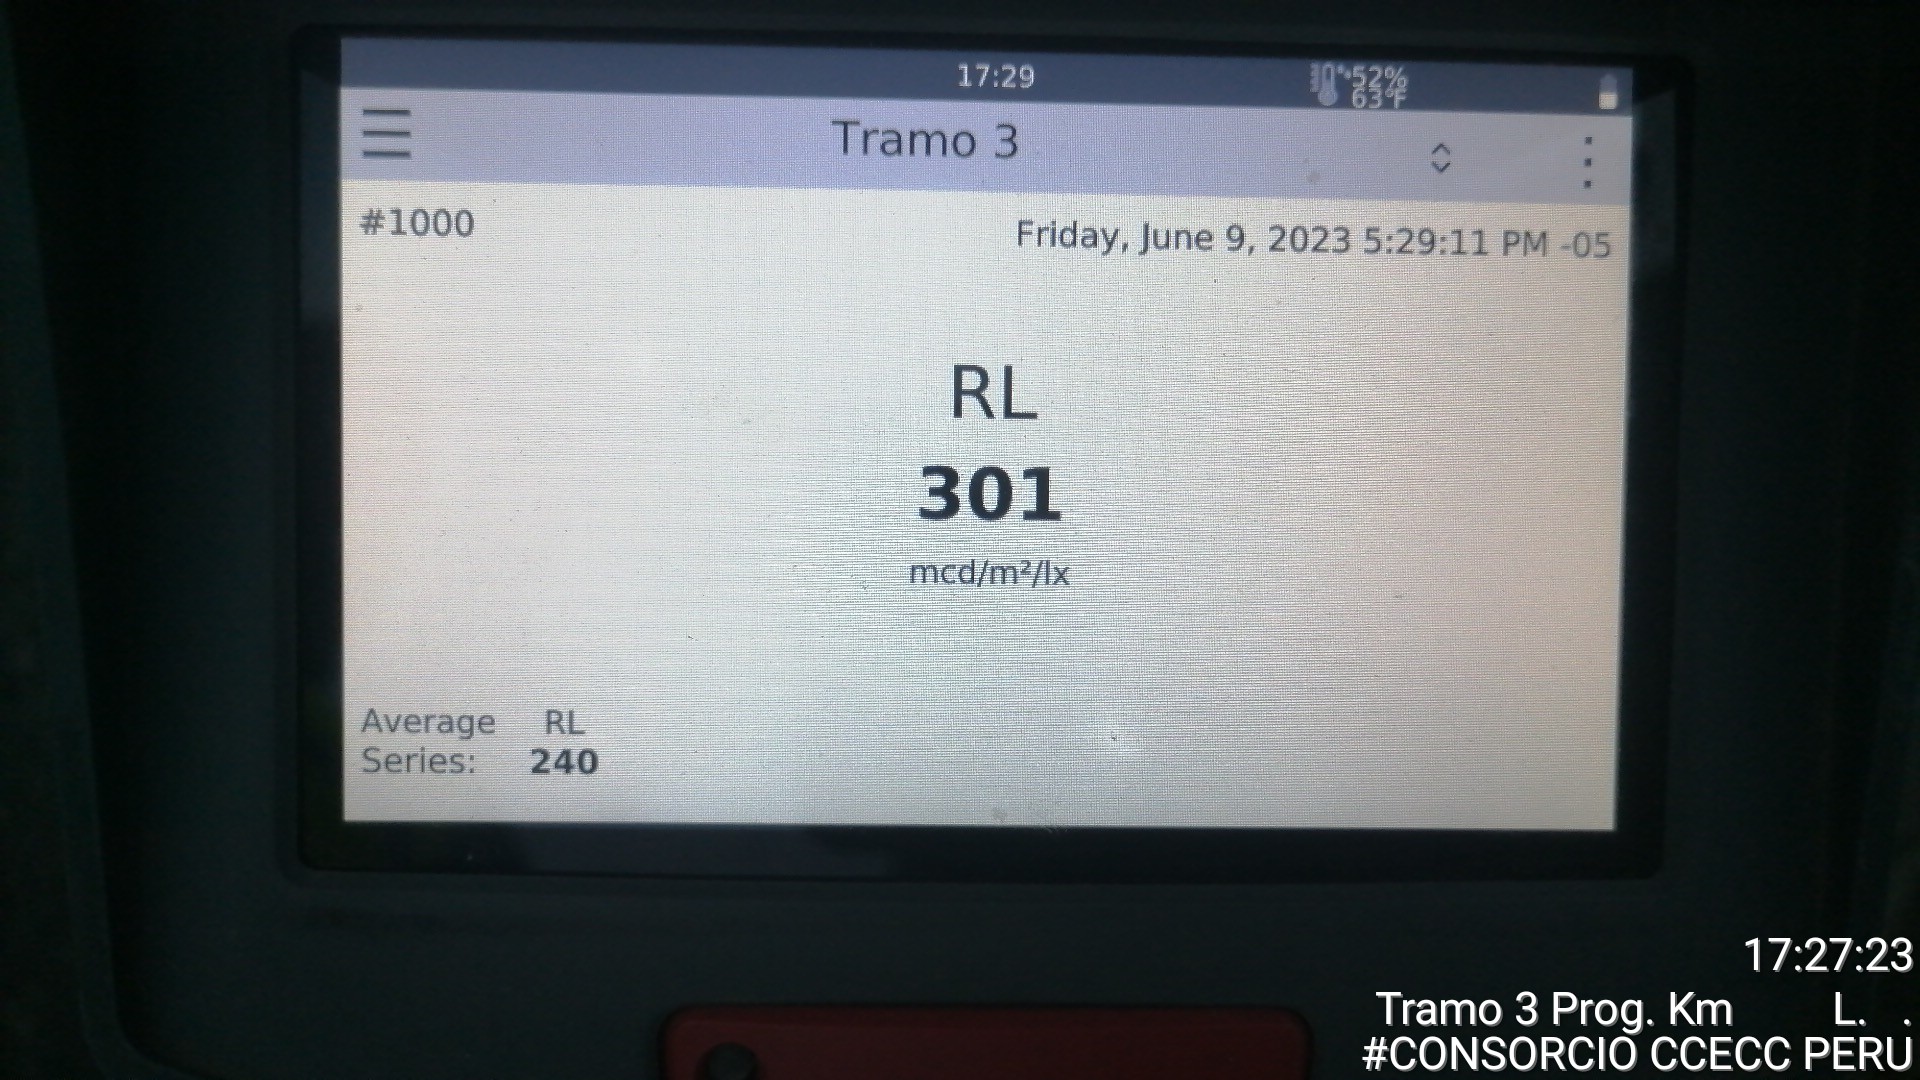 17:29
52%
63°F
Tramo 3
#1000
Friday, June 9, 2023 5:29:11 PM -05
RL
301
mcd/m²/lx
Average RL
Series: 240
17:27:23
Tramo 3 Prog. Km L. .
#CONSORCIO CCECC PERU